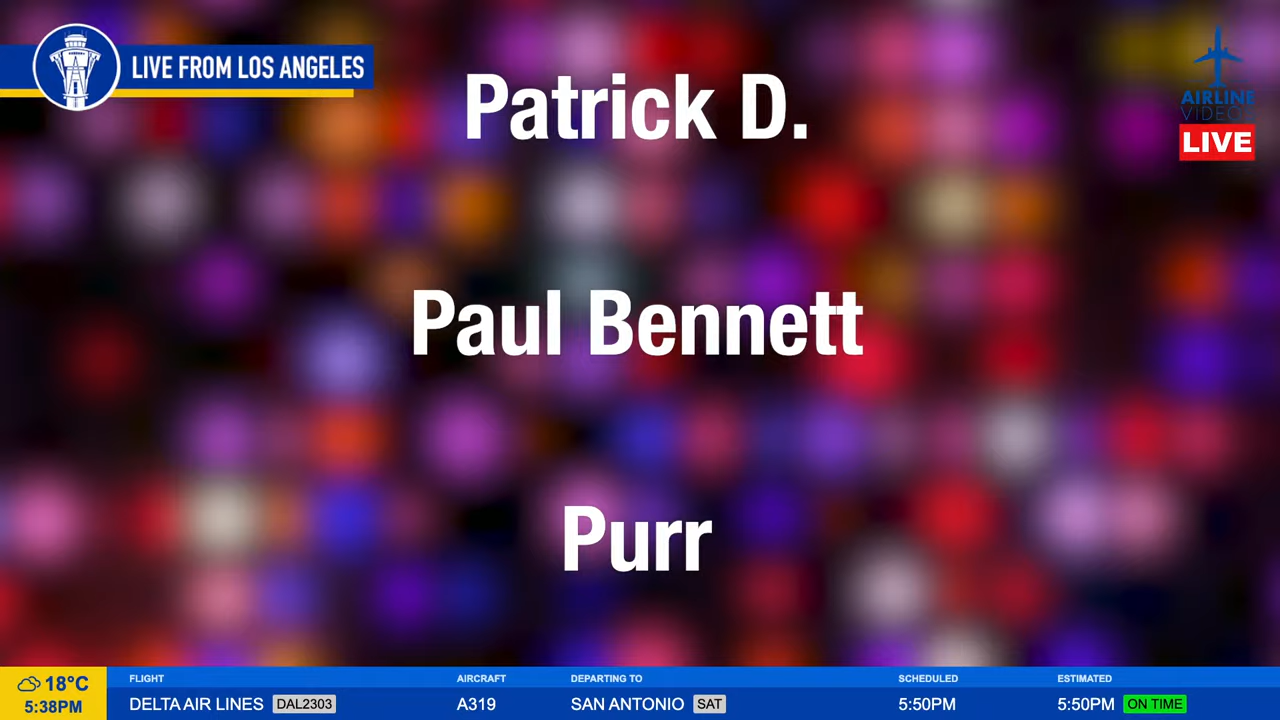 LIVE FROM LOS ANGELES
AIRLINE
VIDEOS
LIVE
Patrick D.
Paul Bennett
Purr
18°C
5:38PM
FLIGHT AIRCRAFT DEPARTING TO SCHEDULED ESTIMATED
DELTA AIR LINES DAL2303 A319 SAN ANTONIO SAT 5:50PM 5:50PM ON TIME